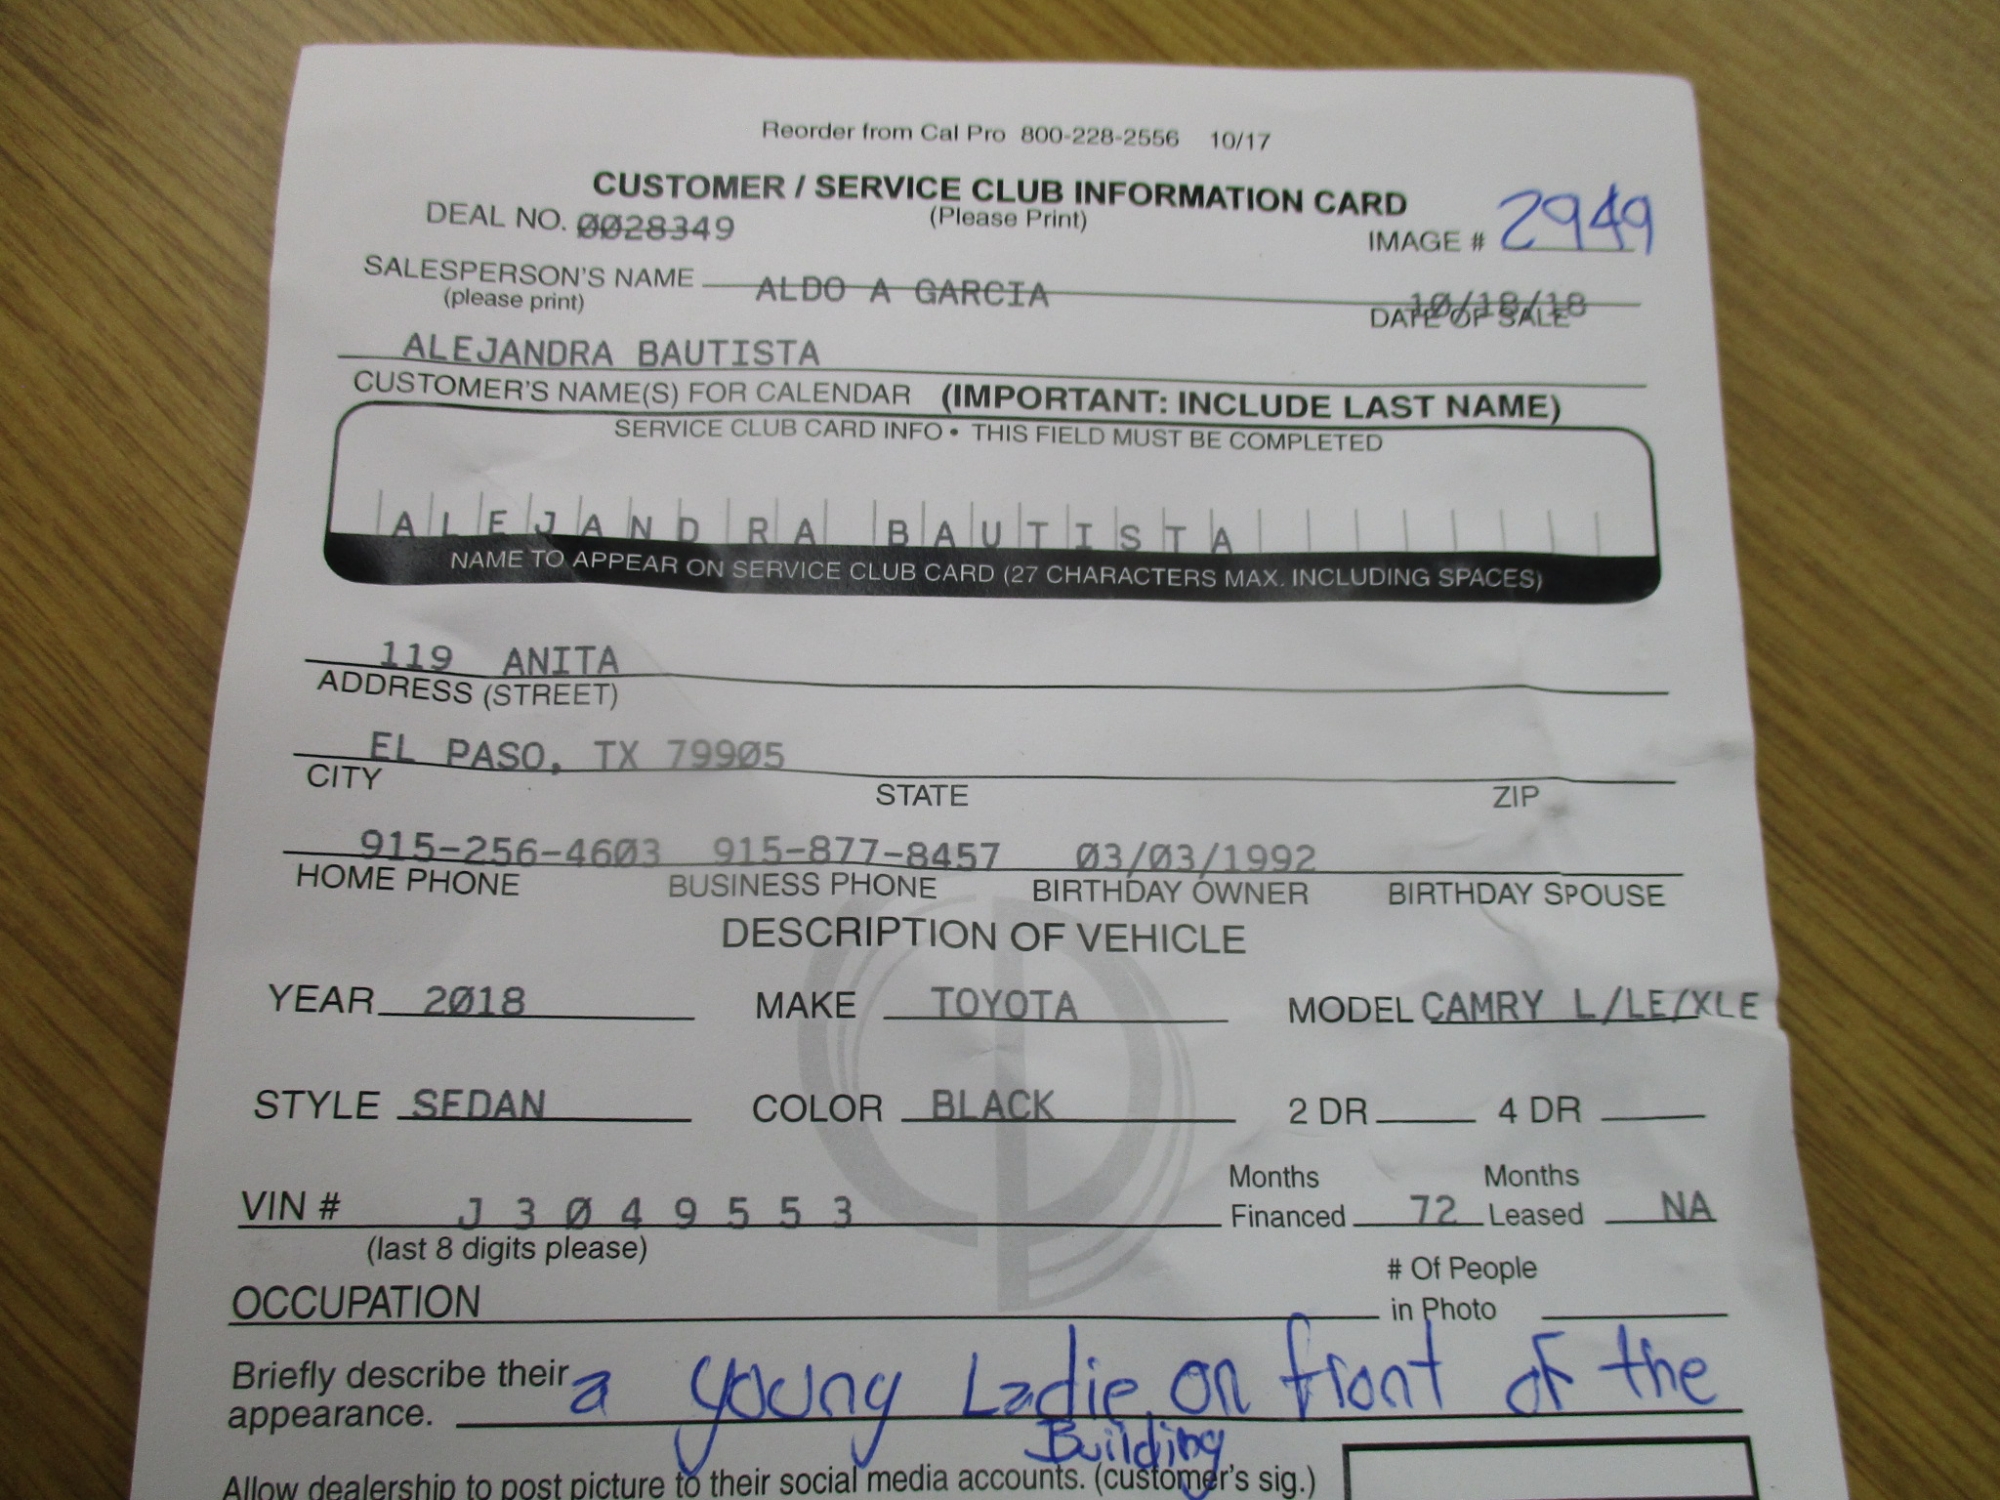 Reorder from Cal Pro 800-228-2556 10/17
CUSTOMER / SERVICE CLUB INFORMATION CARD
(Please Print)
DEAL NO. 0028349
IMAGE # 2949
SALESPERSON'S NAME ALDO A GARCIA
(please print)
10/18/18
DATE OF SALE
ALEJANDRA BAUTISTA
CUSTOMER'S NAME(S) FOR CALENDAR (IMPORTANT: INCLUDE LAST NAME)
SERVICE CLUB CARD INFO • THIS FIELD MUST BE COMPLETED
ALEJANDRA BAUTISTA
NAME TO APPEAR ON SERVICE CLUB CARD (27 CHARACTERS MAX. INCLUDING SPACES)
119 ANITA
ADDRESS (STREET)
EL PASO, TX 79905
CITY STATE ZIP
915-256-4603 915-877-8457 03/03/1992
HOME PHONE BUSINESS PHONE BIRTHDAY OWNER BIRTHDAY SPOUSE
DESCRIPTION OF VEHICLE
YEAR 2018 MAKE TOYOTA MODEL CAMRY L/LE/XLE
STYLE SEDAN COLOR BLACK 2 DR 4 DR
VIN # J3049553 Months Financed 72 Months Leased NA
(last 8 digits please)
OCCUPATION # Of People in Photo
Briefly describe their appearance. a young Ladie on front of the
Building
Allow dealership to post picture to their social media accounts. (customer's sig.)